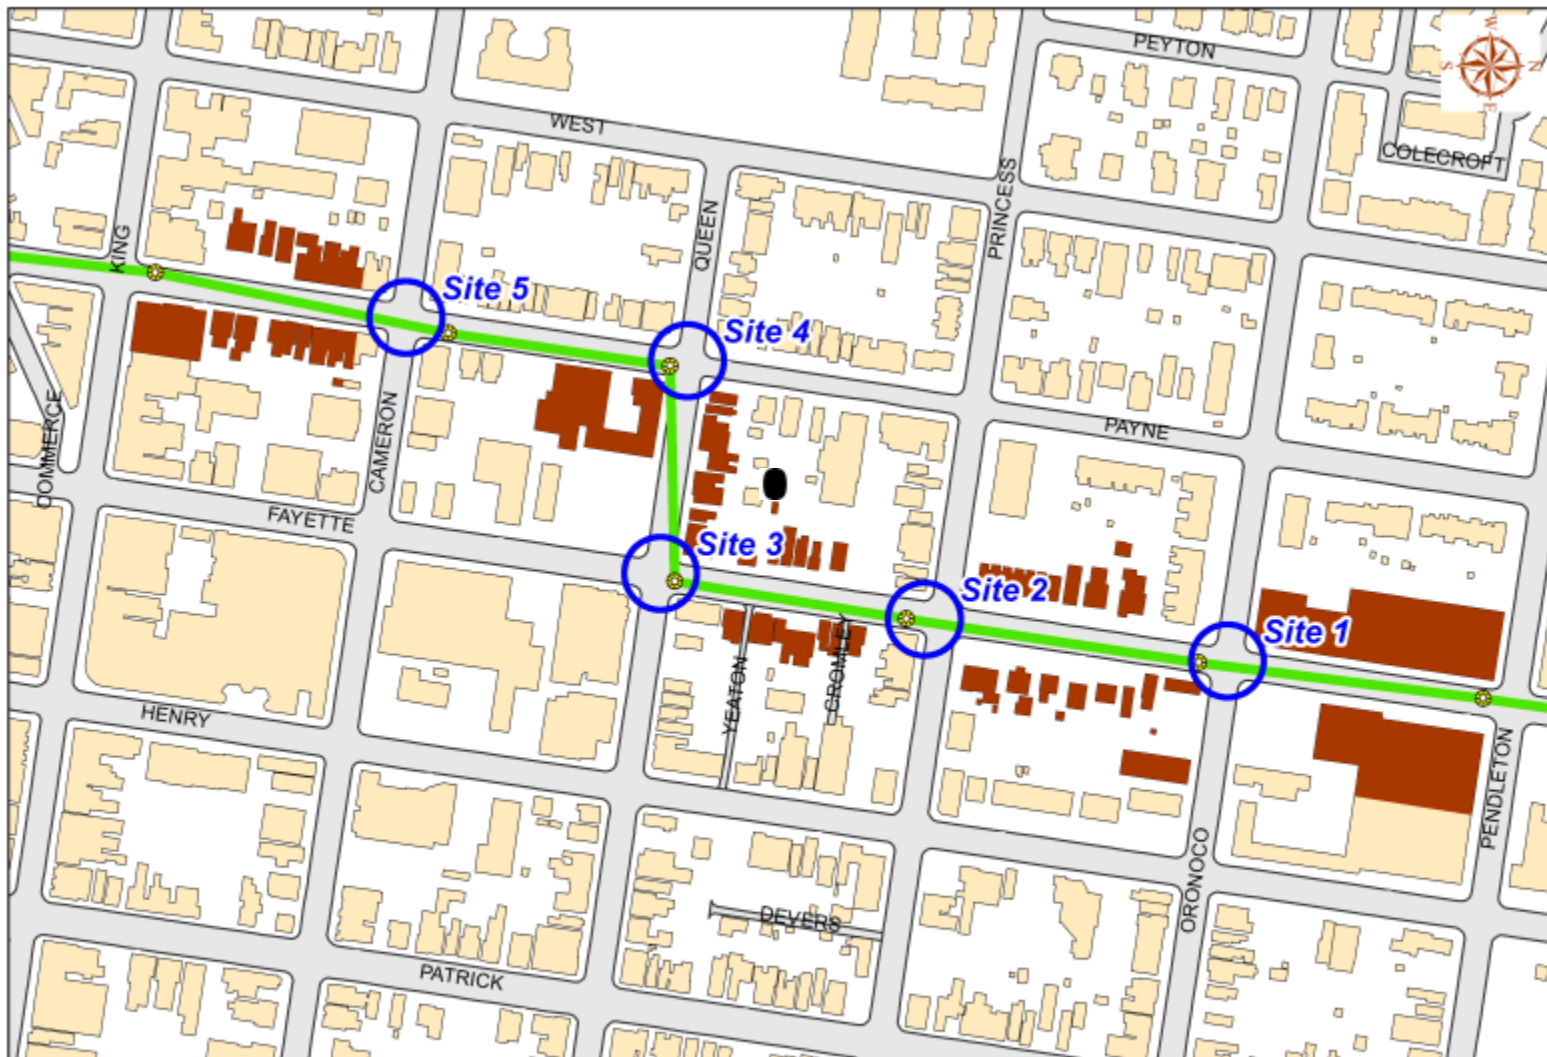 PEYTON
W
S
N
E
WEST
COLECROFT
PRINCESS
QUEEN
KING
Site 5
Site 4
COMMERCE
CAMERON
PAYNE
FAYETTE
Site 3
Site 2
Site 1
YEATON
CROMLEY
HENRY
PENDLETON
ORONOCO
DEVERS
PATRICK